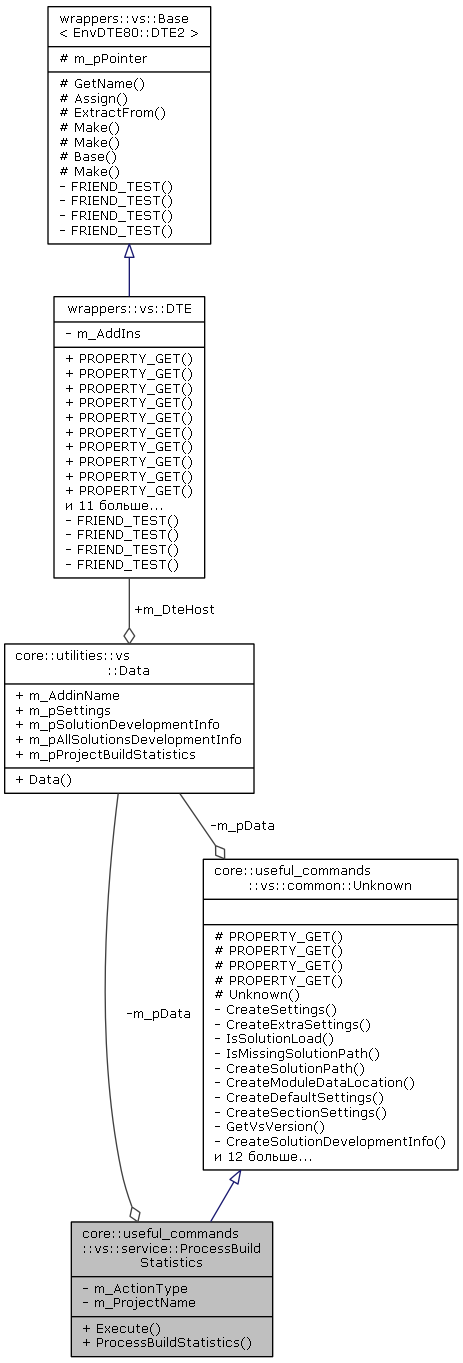 wrappers::vs::Base
< EnvDTE80::DTE2 >
# m_pPointer
# GetName()
# Assign()
# ExtractFrom()
# Make()
# Make()
# Base()
# Make()
- FRIEND_TEST()
- FRIEND_TEST()
- FRIEND_TEST()
- FRIEND_TEST()
wrappers::vs::DTE
- m_AddIns
+ PROPERTY_GET()
+ PROPERTY_GET()
+ PROPERTY_GET()
+ PROPERTY_GET()
+ PROPERTY_GET()
+ PROPERTY_GET()
+ PROPERTY_GET()
+ PROPERTY_GET()
+ PROPERTY_GET()
+ PROPERTY_GET()
и 11 больше...
- FRIEND_TEST()
- FRIEND_TEST()
- FRIEND_TEST()
- FRIEND_TEST()
+m_DteHost
core::utilities::vs
::Data
+ m_AddinName
+ m_pSettings
+ m_pSolutionDevelopmentInfo
+ m_pAllSolutionsDevelopmentInfo
+ m_pProjectBuildStatistics
+ Data()
-m_pData
core::useful_commands
::vs::common::Unknown
# PROPERTY_GET()
# PROPERTY_GET()
# PROPERTY_GET()
# PROPERTY_GET()
# Unknown()
- CreateSettings()
- CreateExtraSettings()
- IsSolutionLoad()
- IsMissingSolutionPath()
- CreateSolutionPath()
- CreateModuleDataLocation()
- CreateDefaultSettings()
- CreateSectionSettings()
- GetVsVersion()
- CreateSolutionDevelopmentInfo()
и 12 больше...
-m_pData
core::useful_commands
::vs::service::ProcessBuild
Statistics
- m_ActionType
- m_ProjectName
+ Execute()
+ ProcessBuildStatistics()